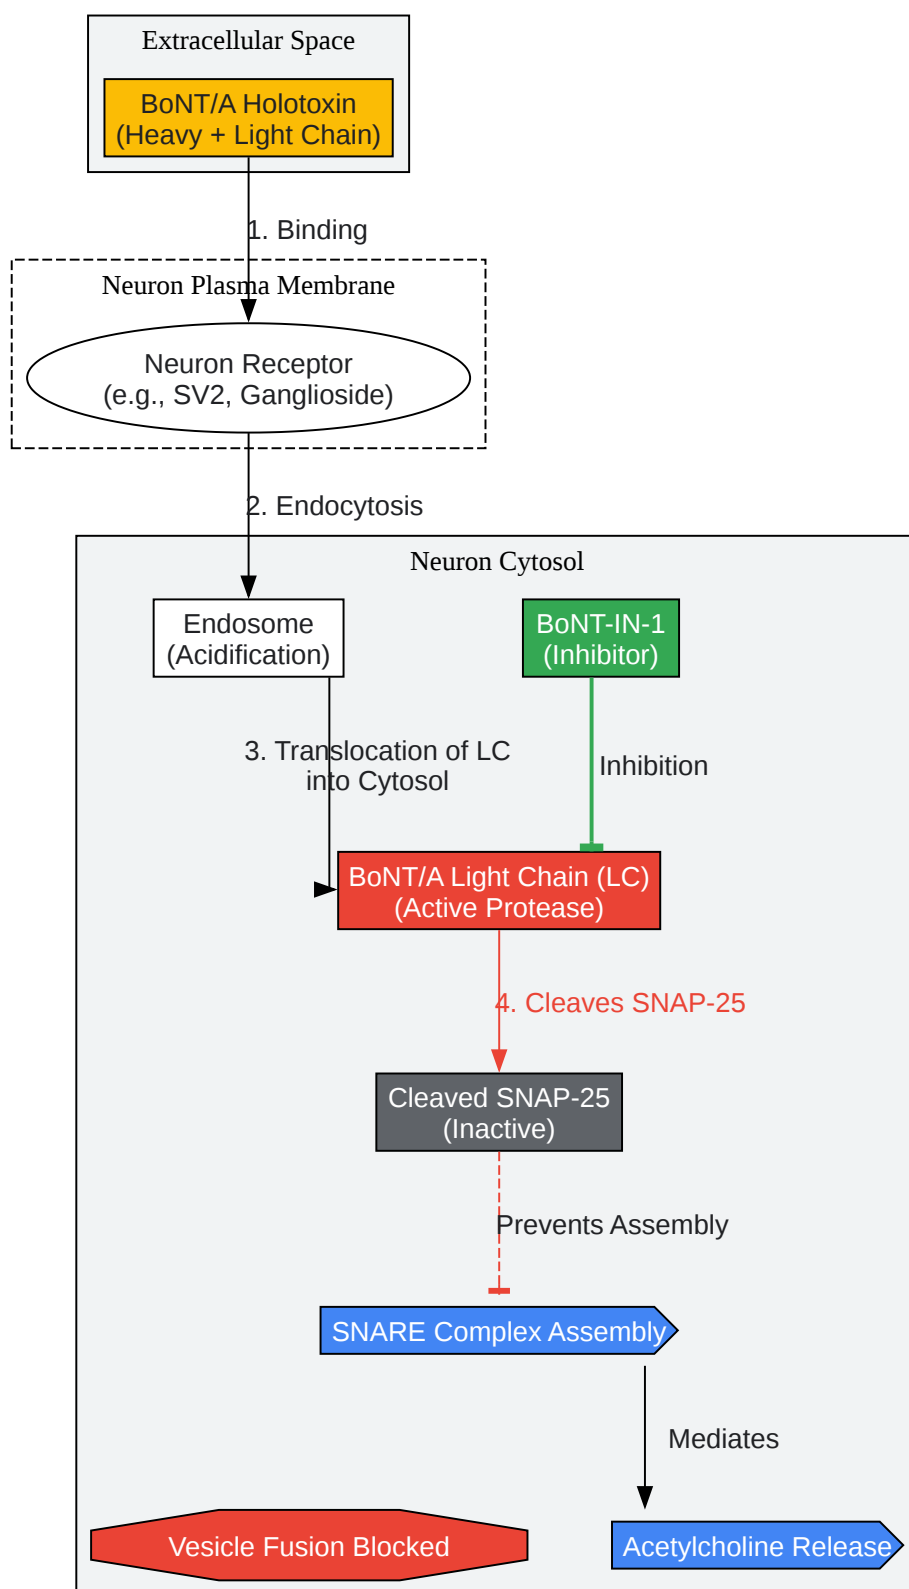 Extracellular Space
BoNT/A Holotoxin
(Heavy + Light Chain)
1. Binding
Neuron Plasma Membrane
Neuron Receptor
(e.g., SV2, Ganglioside)
2. Endocytosis
Neuron Cytosol
Endosome
(Acidification)
BoNT-IN-1
(Inhibitor)
3. Translocation of LC
into Cytosol
Inhibition
BoNT/A Light Chain (LC)
(Active Protease)
4. Cleaves SNAP-25
Cleaved SNAP-25
(Inactive)
Prevents Assembly
SNARE Complex Assembly
Mediates
Vesicle Fusion Blocked
Acetylcholine Release